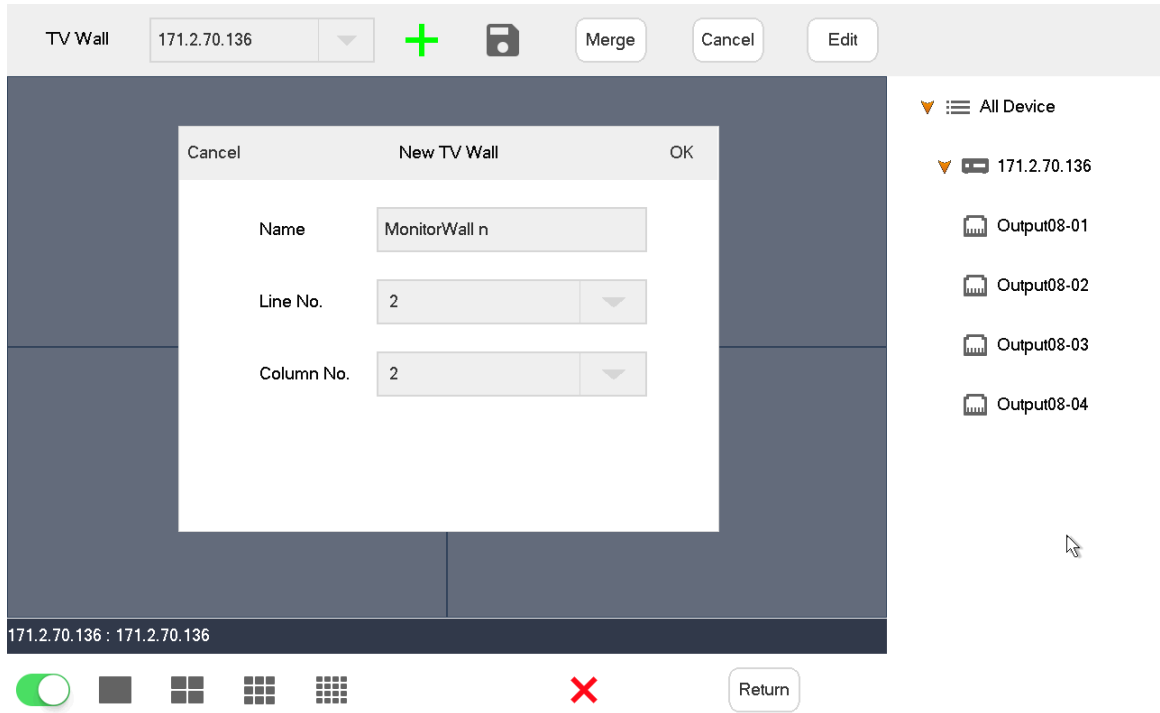 TV Wall 171.2.70.136 Merge Cancel Edit
Cancel New TV Wall OK
Name MonitorWall n
Line No. 2
Column No. 2
All Device
171.2.70.136
Output08-01
Output08-02
Output08-03
Output08-04
171.2.70.136 : 171.2.70.136
Return